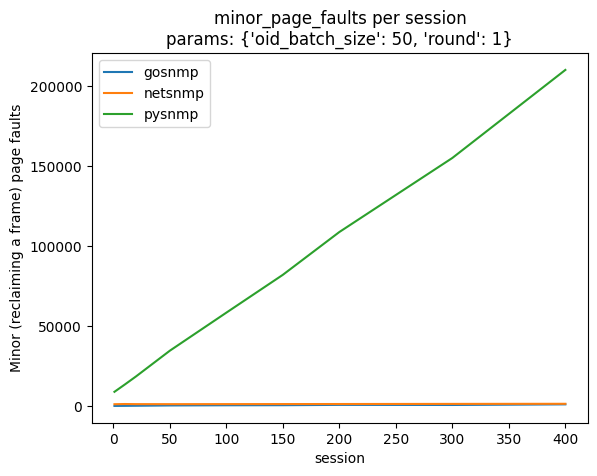 minor_page_faults per session
params: {'oid_batch_size': 50, 'round': 1}
gosnmp
netsnmp
pysnmp
Minor (reclaiming a frame) page faults
200000
150000
100000
50000
0
0 50 100 150 200 250 300 350 400
session